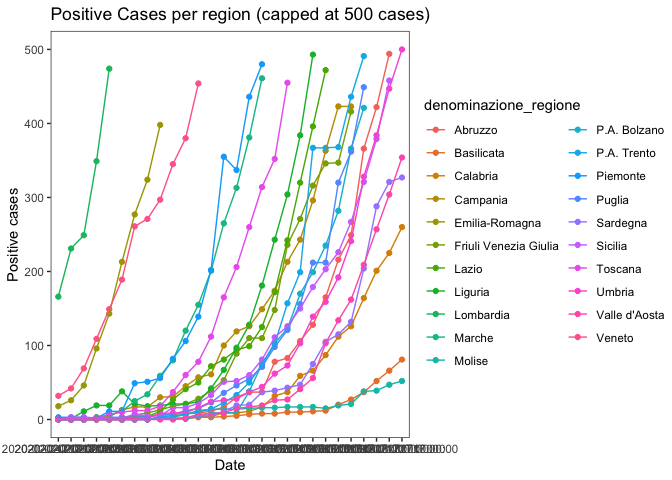 Positive Cases per region (capped at 500 cases)
500
400
300
200
100
0
Positive cases
Date
denominazione_regione
Abruzzo
Basilicata
Calabria
Campania
Emilia-Romagna
Friuli Venezia Giulia
Lazio
Liguria
Lombardia
Marche
Molise
P.A. Bolzano
P.A. Trento
Piemonte
Puglia
Sardegna
Sicilia
Toscana
Umbria
Valle d'Aosta
Veneto